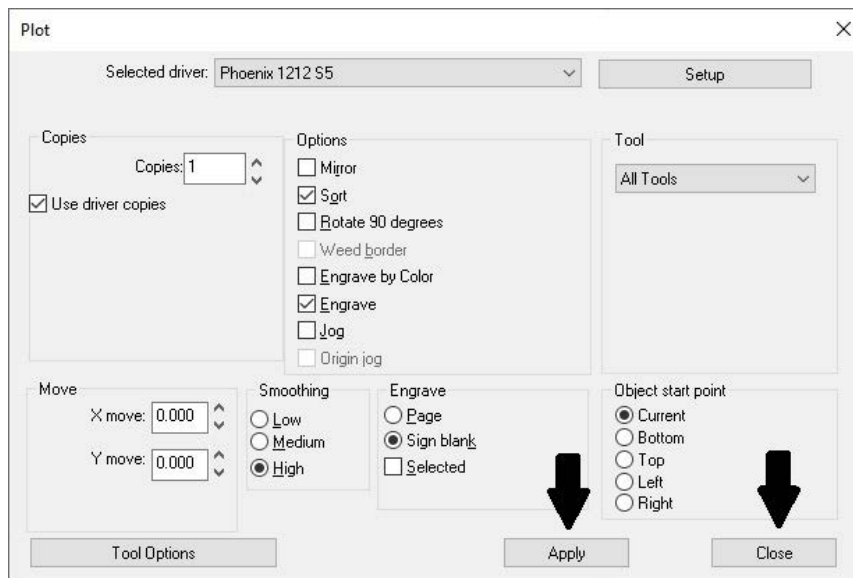 Plot
Selected driver: Phoenix 1212 S5 Setup
Copies
Copies: 1
Use driver copies
Options
Mirror
Sort
Rotate 90 degrees
Weed border
Engrave by Color
Engrave
Jog
Origin jog
Tool
All Tools
Move
X move: 0.000
Y move: 0.000
Smoothing
Low
Medium
High
Engrave
Page
Sign blank
Selected
Object start point
Current
Bottom
Top
Left
Right
Tool Options Apply Close